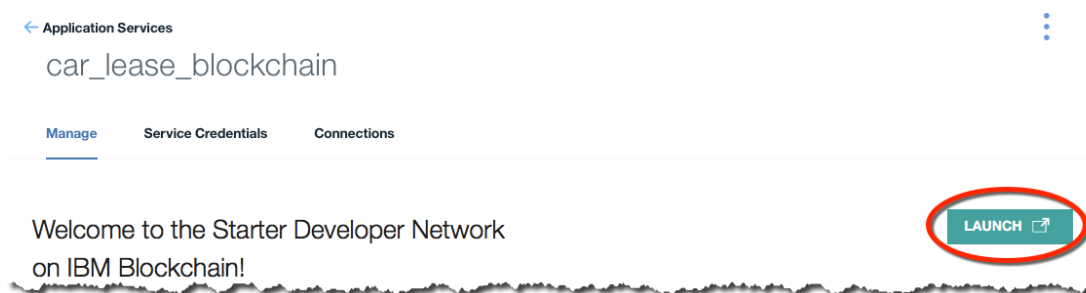 Application Services
car_lease_blockchain
Manage Service Credentials Connections
Welcome to the Starter Developer Network
on IBM Blockchain!
LAUNCH